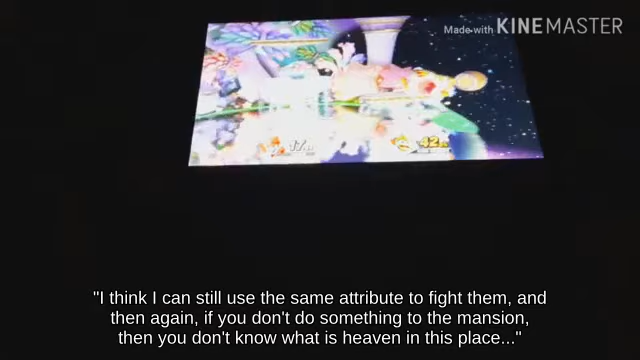 Made with KINEMASTER
42
"I think I can still use the same attribute to fight them, and
then again, if you don't do something to the mansion,
then you don't know what is heaven in this place..."